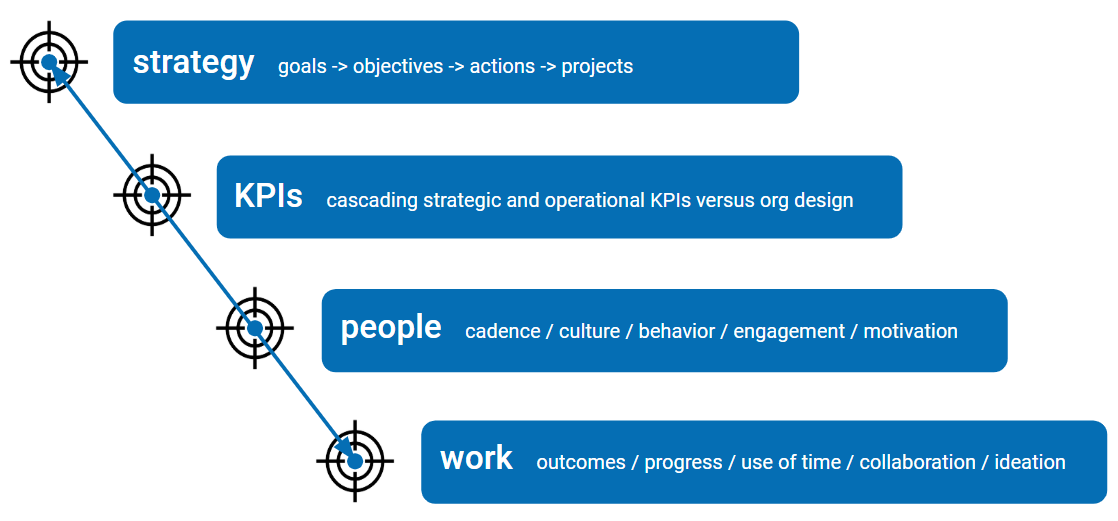 strategy goals -> objectives -> actions -> projects
KPIs cascading strategic and operational KPIs versus org design
people cadence / culture / behavior / engagement / motivation
work outcomes / progress / use of time / collaboration / ideation